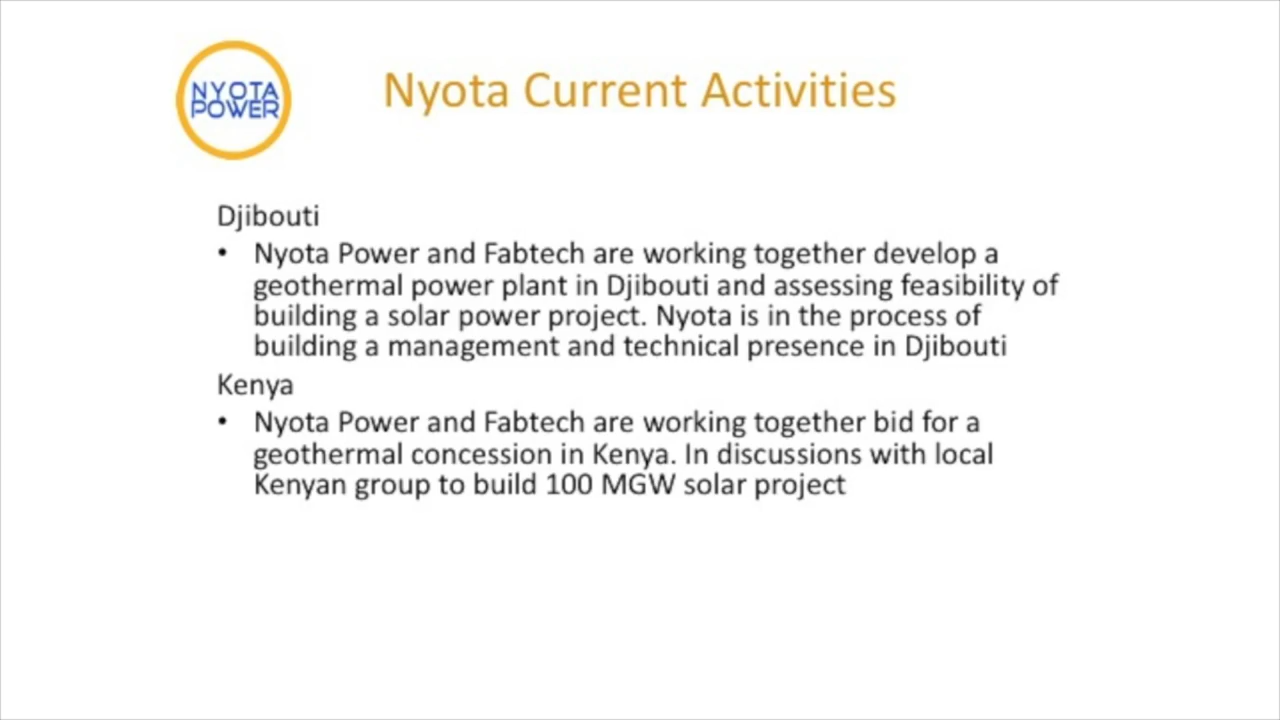 NYOTA
POWER
Nyota Current Activities
Djibouti
• Nyota Power and Fabtech are working together develop a
geothermal power plant in Djibouti and assessing feasibility of
building a solar power project. Nyota is in the process of
building a management and technical presence in Djibouti
Kenya
• Nyota Power and Fabtech are working together bid for a
geothermal concession in Kenya. In discussions with local
Kenyan group to build 100 MGW solar project